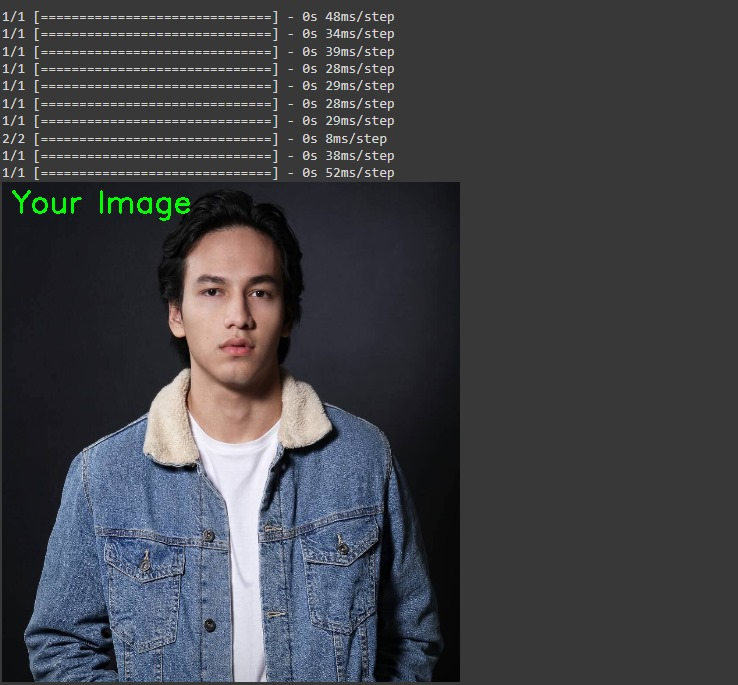 1/1 [==============================] - 0s 48ms/step
1/1 [==============================] - 0s 34ms/step
1/1 [==============================] - 0s 39ms/step
1/1 [==============================] - 0s 28ms/step
1/1 [==============================] - 0s 29ms/step
1/1 [==============================] - 0s 28ms/step
1/1 [==============================] - 0s 29ms/step
2/2 [==============================] - 0s 8ms/step
1/1 [==============================] - 0s 38ms/step
1/1 [==============================] - 0s 52ms/step
Your Image